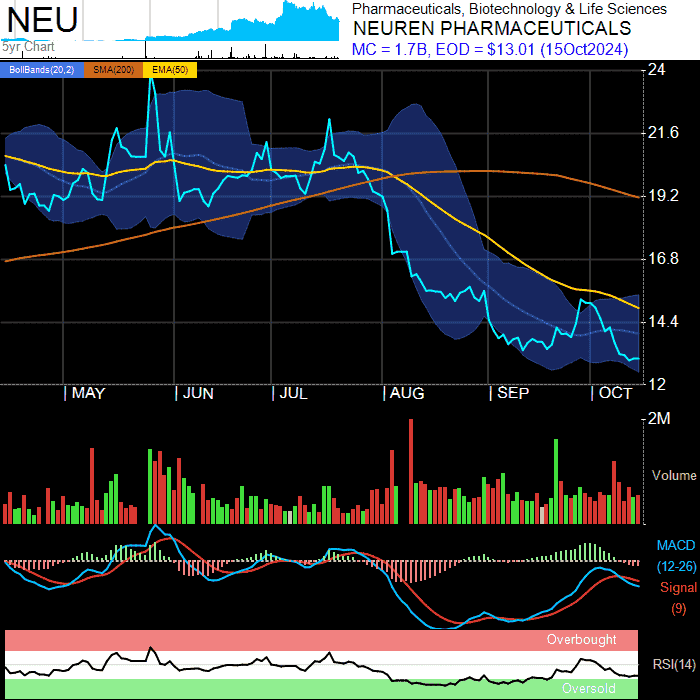 NEU
5yr Chart
Pharmaceuticals, Biotechnology & Life Sciences
NEUREN PHARMACEUTICALS
MC = 1.7B, EOD = $13.01 (15Oct2024)
BollBands(20,2) SMA(200) EMA(50)
24
21.6
19.2
16.8
14.4
12
MAY JUN JUL AUG SEP OCT
2M
Volume
MACD
(12-26)
Signal
(9)
Overbought
RSI(14)
Oversold